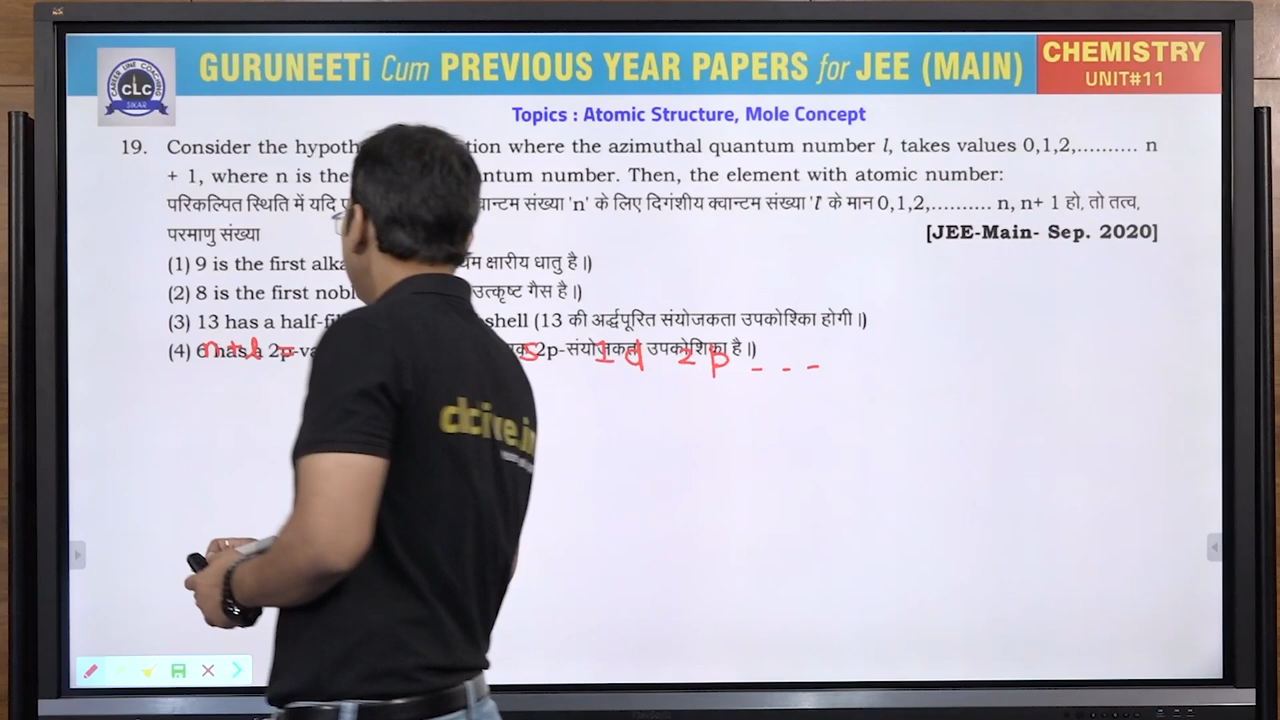 GURUNEETi Cum PREVIOUS YEAR PAPERS for JEE (MAIN)
CHEMISTRY
UNIT#11
CAREER LINE COACHING
CLC
SIKAR
Topics : Atomic Structure, Mole Concept
19. Consider the hypoth tion where the azimuthal quantum number l, takes values 0,1,2,.......... n
+ 1, where n is the ntum number. Then, the element with atomic number:
परिकल्पित स्थिति में यदि वान्टम संख्या 'n' के लिए दिगंशीय क्वान्टम संख्या 'l' के मान 0,1,2,.......... n, n+ 1 हो, तो तत्व,
परमाणु संख्या
[JEE-Main- Sep. 2020]
(1) 9 is the first alka क्षारीय धातु है।)
(2) 8 is the first nobl उत्कृष्ट गैस है।)
(3) 13 has a half-fi shell (13 की अर्द्धपूरित संयोजकता उपकोश्किा होगी।)
(4) 6 has a 2p-va 2p-संयोजकता उपकोशिका है।)
n+l = s 1d 2p - - -